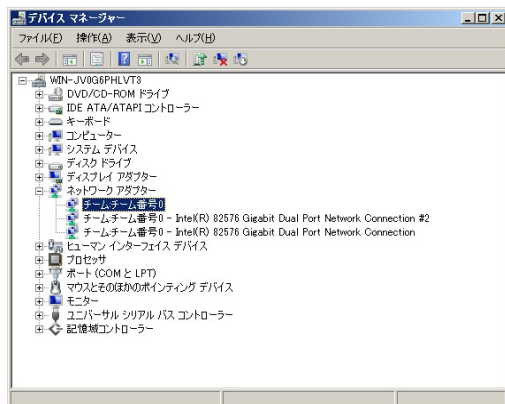 デバイス マネージャー
ファイル(F) 操作(A) 表示(V) ヘルプ(H)
WIN-JV0G6PHLVT3
DVD/CD-ROM ドライブ
IDE ATA/ATAPI コントローラー
キーボード
コンピューター
システム デバイス
ディスク ドライブ
ディスプレイ アダプター
ネットワーク アダプター
チーム:チーム番号0
チーム:チーム番号0 - Intel(R) 82576 Gigabit Dual Port Network Connection #2
チーム:チーム番号0 - Intel(R) 82576 Gigabit Dual Port Network Connection
ヒューマン インターフェイス デバイス
プロセッサ
ポート (COM と LPT)
マウスとそのほかのポインティング デバイス
モニター
ユニバーサル シリアル バス コントローラー
記憶域コントローラー